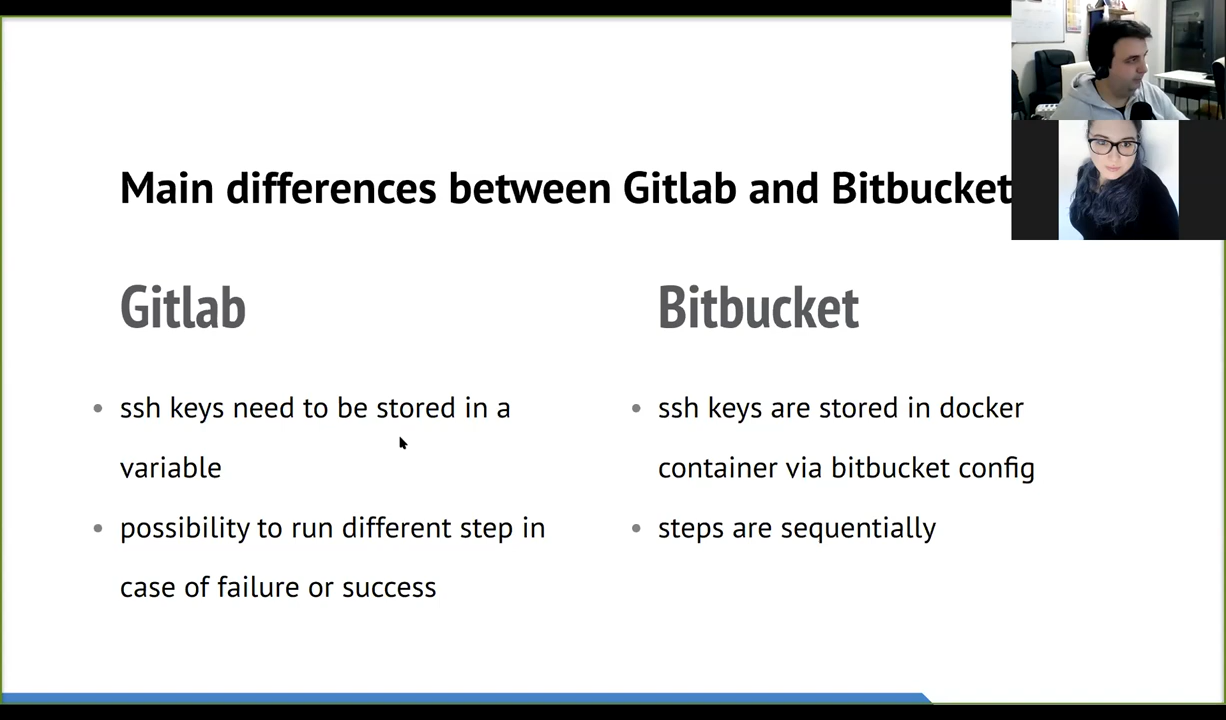 Main differences between Gitlab and Bitbucket
Gitlab
• ssh keys need to be stored in a
variable
• possibility to run different step in
case of failure or success
Bitbucket
• ssh keys are stored in docker
container via bitbucket config
• steps are sequentially